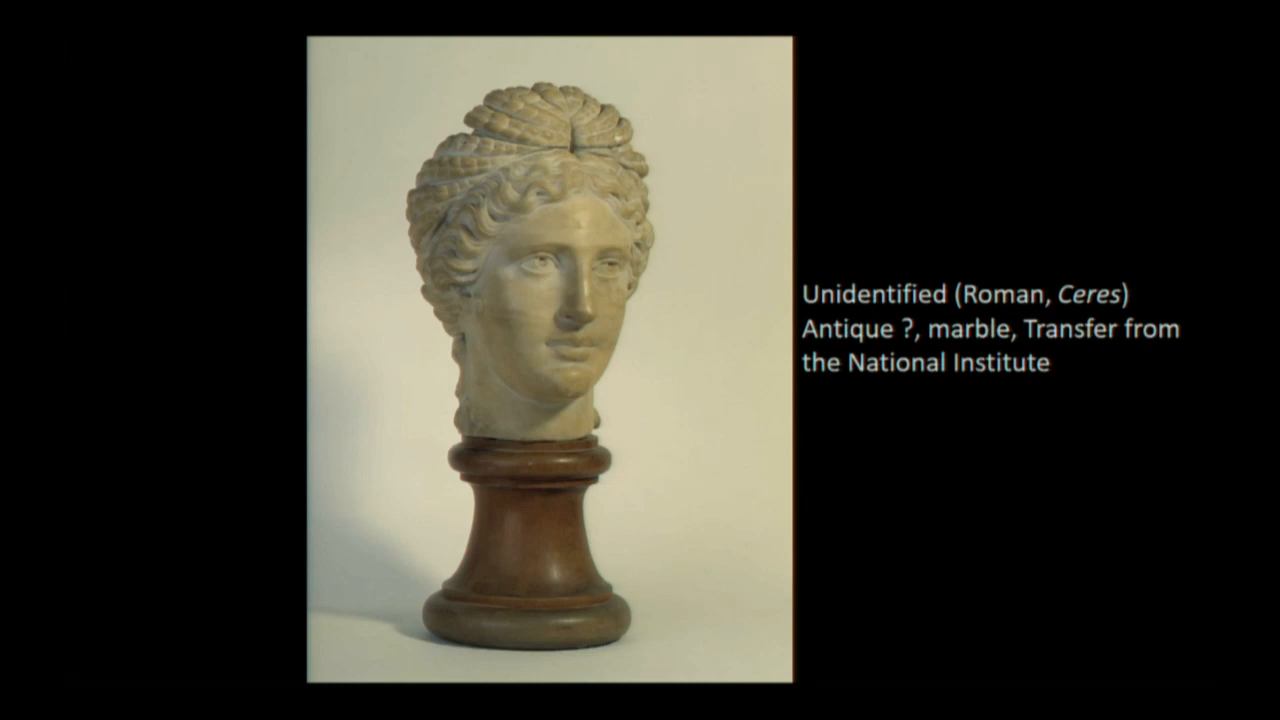 Unidentified (Roman, Ceres)
Antique ?, marble, Transfer from
the National Institute